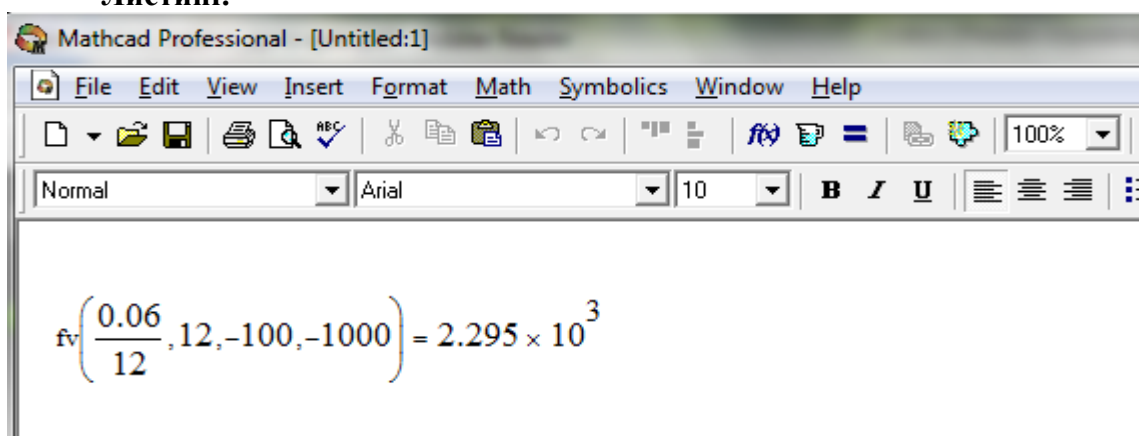 Листинг:
Mathcad Professional - [Untitled:1]
File Edit View Insert Format Math Symbolics Window Help
100%
Normal Arial 10 B I U
fv(0.06/12,12,-100,-1000) = 2.295 × 10^3